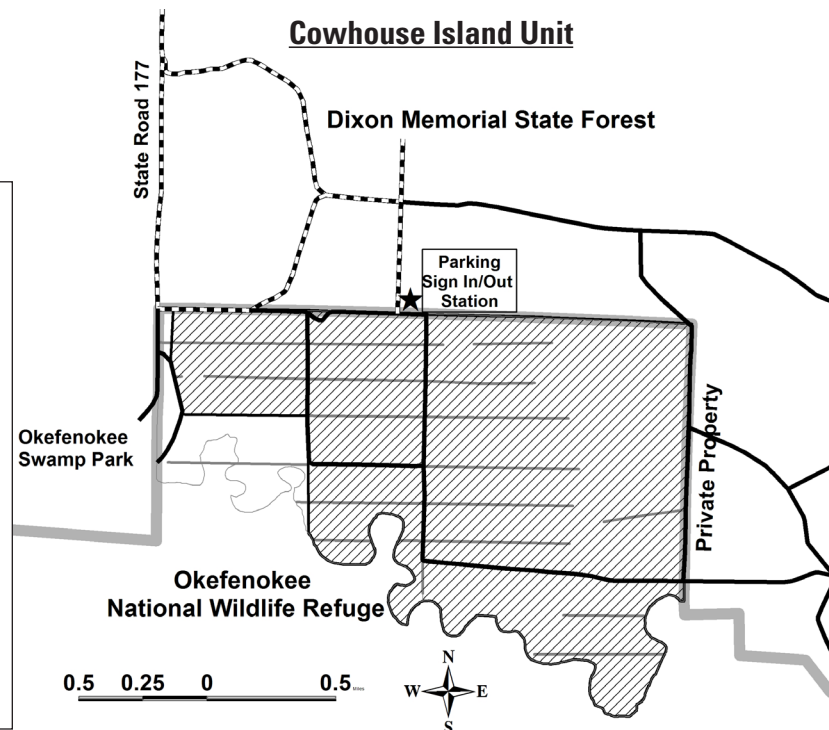 Cowhouse Island Unit
State Road 177
Dixon Memorial State Forest
Parking
Sign In/Out
Station
Okefenokee
Swamp Park
Private Property
Okefenokee
National Wildlife Refuge
0.5 0.25 0 0.5 Miles
N
W E
S